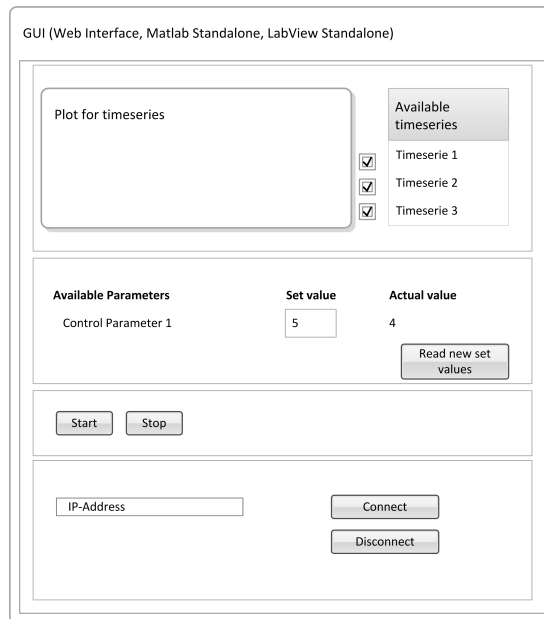 GUI (Web Interface, Matlab Standalone, LabView Standalone)
Plot for timeseries
Available
timeseries
Timeserie 1
Timeserie 2
Timeserie 3
Available Parameters Set value Actual value
Control Parameter 1 5 4
Read new set
values
Start Stop
IP-Address Connect
Disconnect